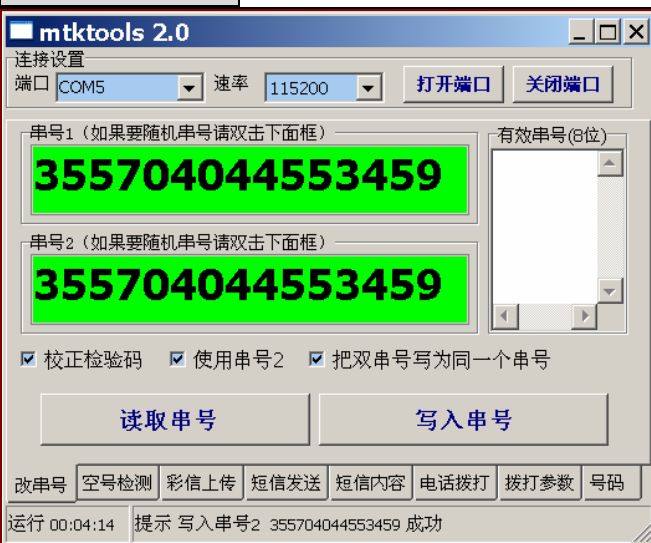 mtktools 2.0
连接设置
端口 COM5 速率 115200 打开端口 关闭端口
串号1（如果要随机串号请双击下面框）
355704044553459
有效串号(8位)
串号2（如果要随机串号请双击下面框）
355704044553459
校正检验码 使用串号2 把双串号写为同一个串号
读取串号 写入串号
改串号 空号检测 彩信上传 短信发送 短信内容 电话拨打 拨打参数 号码
运行 00:04:14 提示 写入串号2 355704044553459 成功